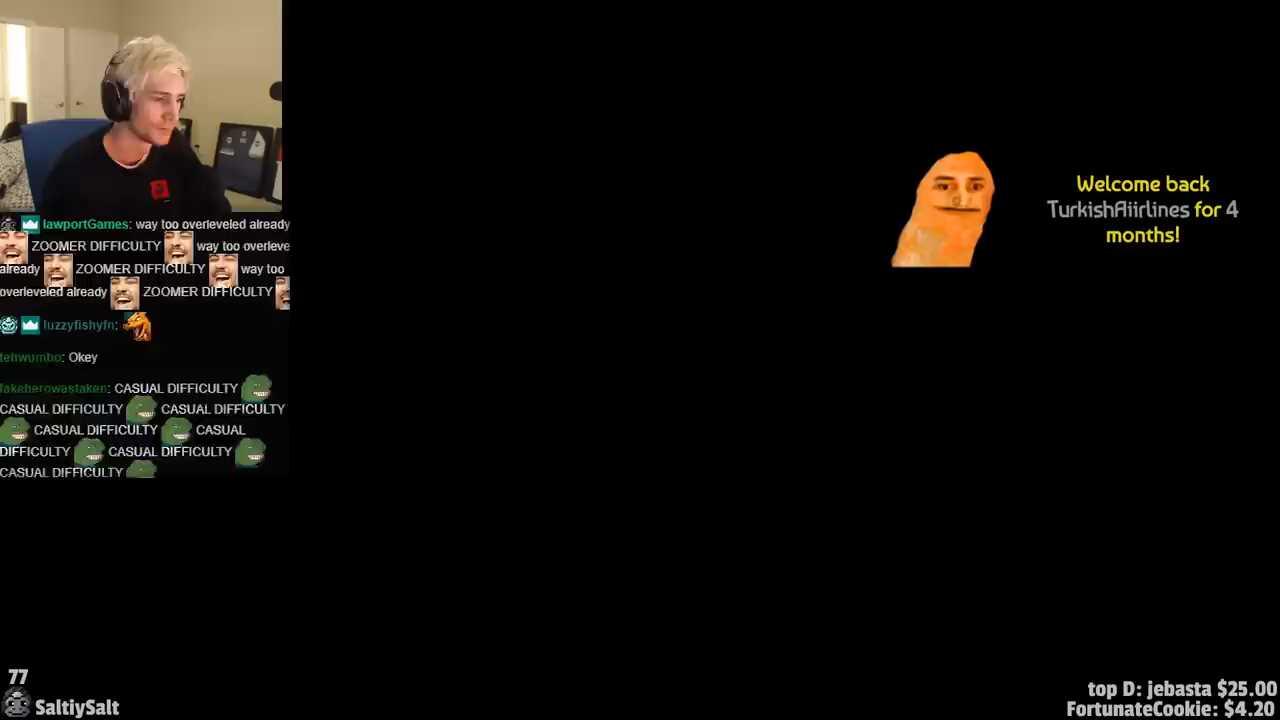 lawportGames: way too overleveled already
ZOOMER DIFFICULTY way too overleve
already ZOOMER DIFFICULTY way too
overleveled already ZOOMER DIFFICULTY
luzzyfishyfn:
tehwumbo: Okey
fakeherowastaken: CASUAL DIFFICULTY
CASUAL DIFFICULTY CASUAL DIFFICULTY
CASUAL DIFFICULTY CASUAL
DIFFICULTY CASUAL DIFFICULTY
CASUAL DIFFICULTY
Welcome back
TurkishAiirlines for 4
months!
77
SaltiySalt
top D: jebasta $25.00
FortunateCookie: $4.20